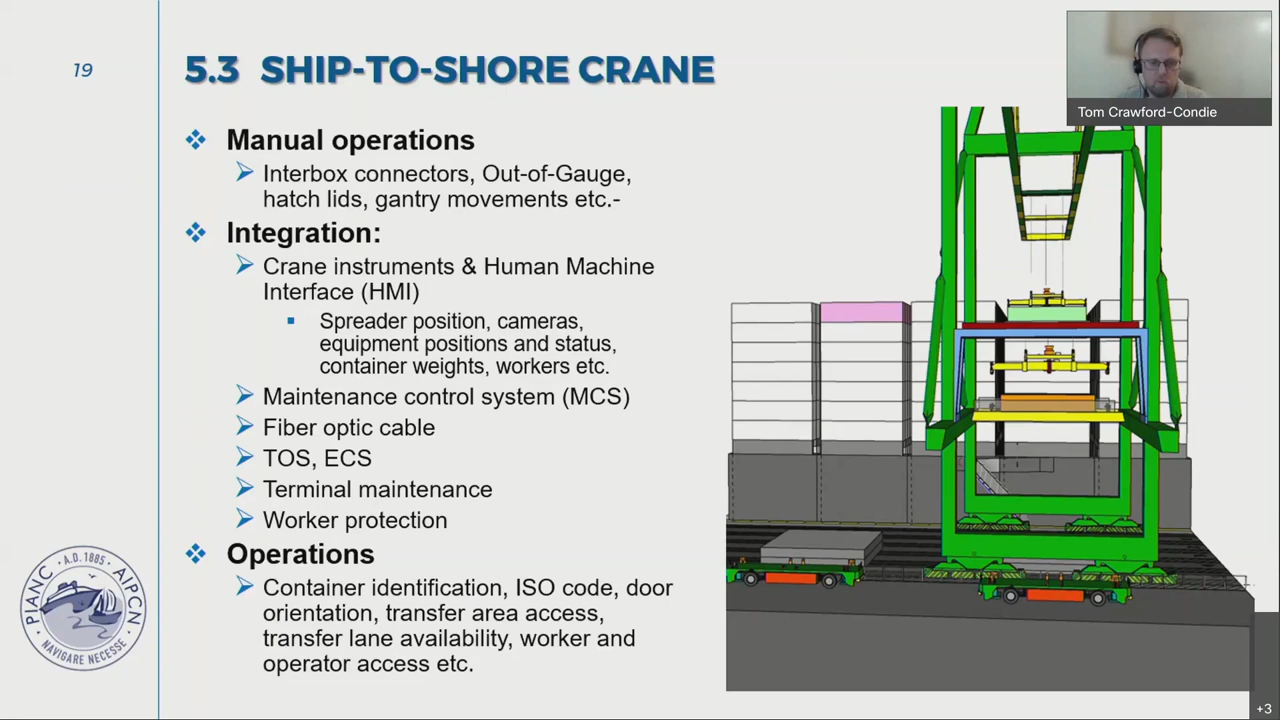 19
5.3 SHIP-TO-SHORE CRANE
Tom Crawford-Condie
Manual operations
Interbox connectors, Out-of-Gauge,
hatch lids, gantry movements etc.-
Integration:
Crane instruments & Human Machine
Interface (HMI)
Spreader position, cameras,
equipment positions and status,
container weights, workers etc.
Maintenance control system (MCS)
Fiber optic cable
TOS, ECS
Terminal maintenance
Worker protection
Operations
Container identification, ISO code, door
orientation, transfer area access,
transfer lane availability, worker and
operator access etc.
PIANC · A.D. 1885 · AIPCN
NAVIGARE NECESSE
+3